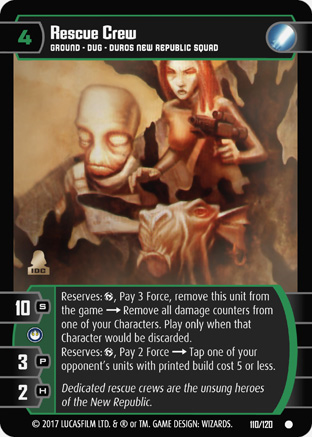 4
Rescue Crew
GROUND - DUG - DUROS NEW REPUBLIC SQUAD
IDC
10 S
3 P
2 H
Reserves: , Pay 3 Force, remove this unit from
the game → Remove all damage counters from
one of your Characters. Play only when that
Character would be discarded.
Reserves: , Pay 2 Force → Tap one of your
opponent's units with printed build cost 5 or less.
Dedicated rescue crews are the unsung heroes
of the New Republic.
© 2017 LUCASFILM LTD. & ® or TM. GAME DESIGN: WIZARDS.
110/120